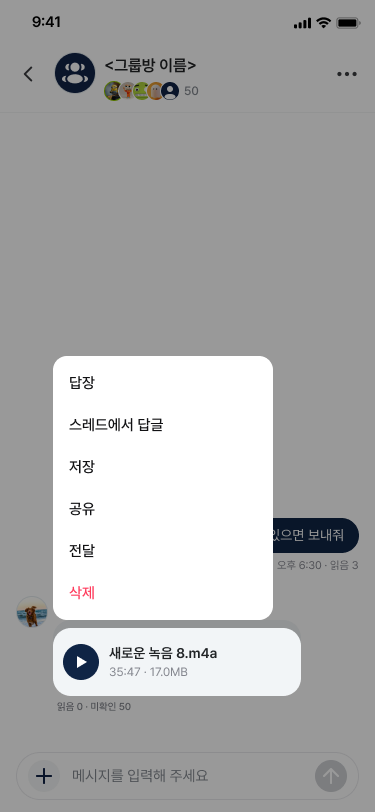 9:41
<그룹방 이름>
50
답장
스레드에서 답글
저장
공유
전달
삭제
있으면 보내줘
오후 6:30 · 읽음 3
새로운 녹음 8.m4a
35:47 · 17.0MB
읽음 0 · 미확인 50
메시지를 입력해 주세요